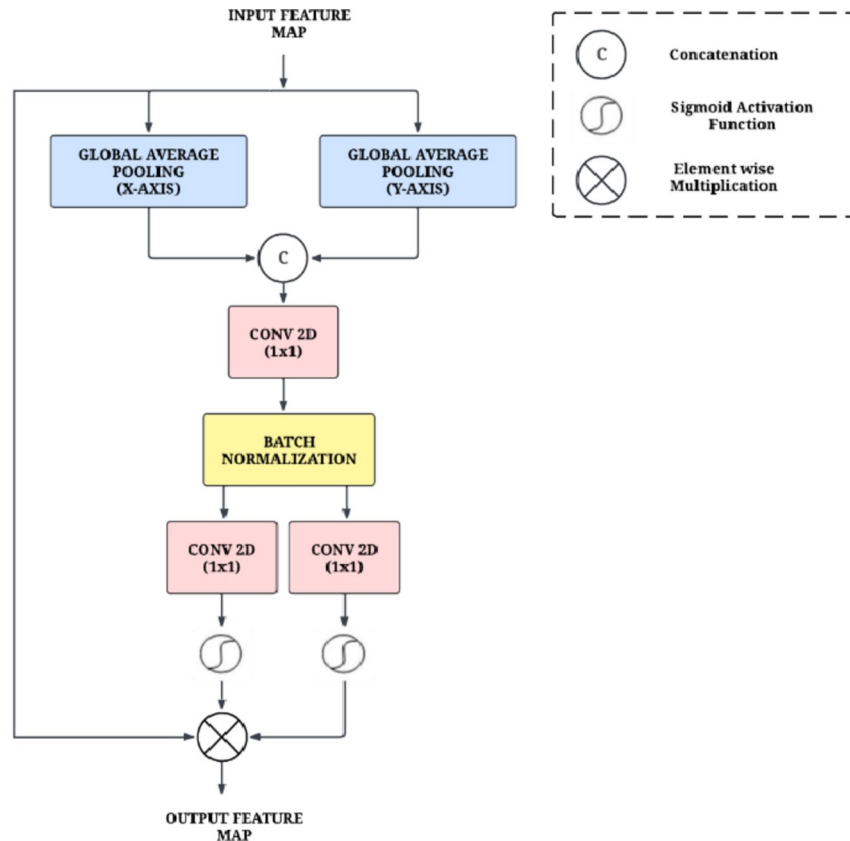 INPUT FEATURE
MAP
GLOBAL AVERAGE
POOLING
(X-AXIS)
GLOBAL AVERAGE
POOLING
(Y-AXIS)
C
CONV 2D
(1x1)
BATCH
NORMALIZATION
CONV 2D
(1x1)
CONV 2D
(1x1)
OUTPUT FEATURE
MAP
C
Concatenation
Sigmoid Activation
Function
Element wise
Multiplication